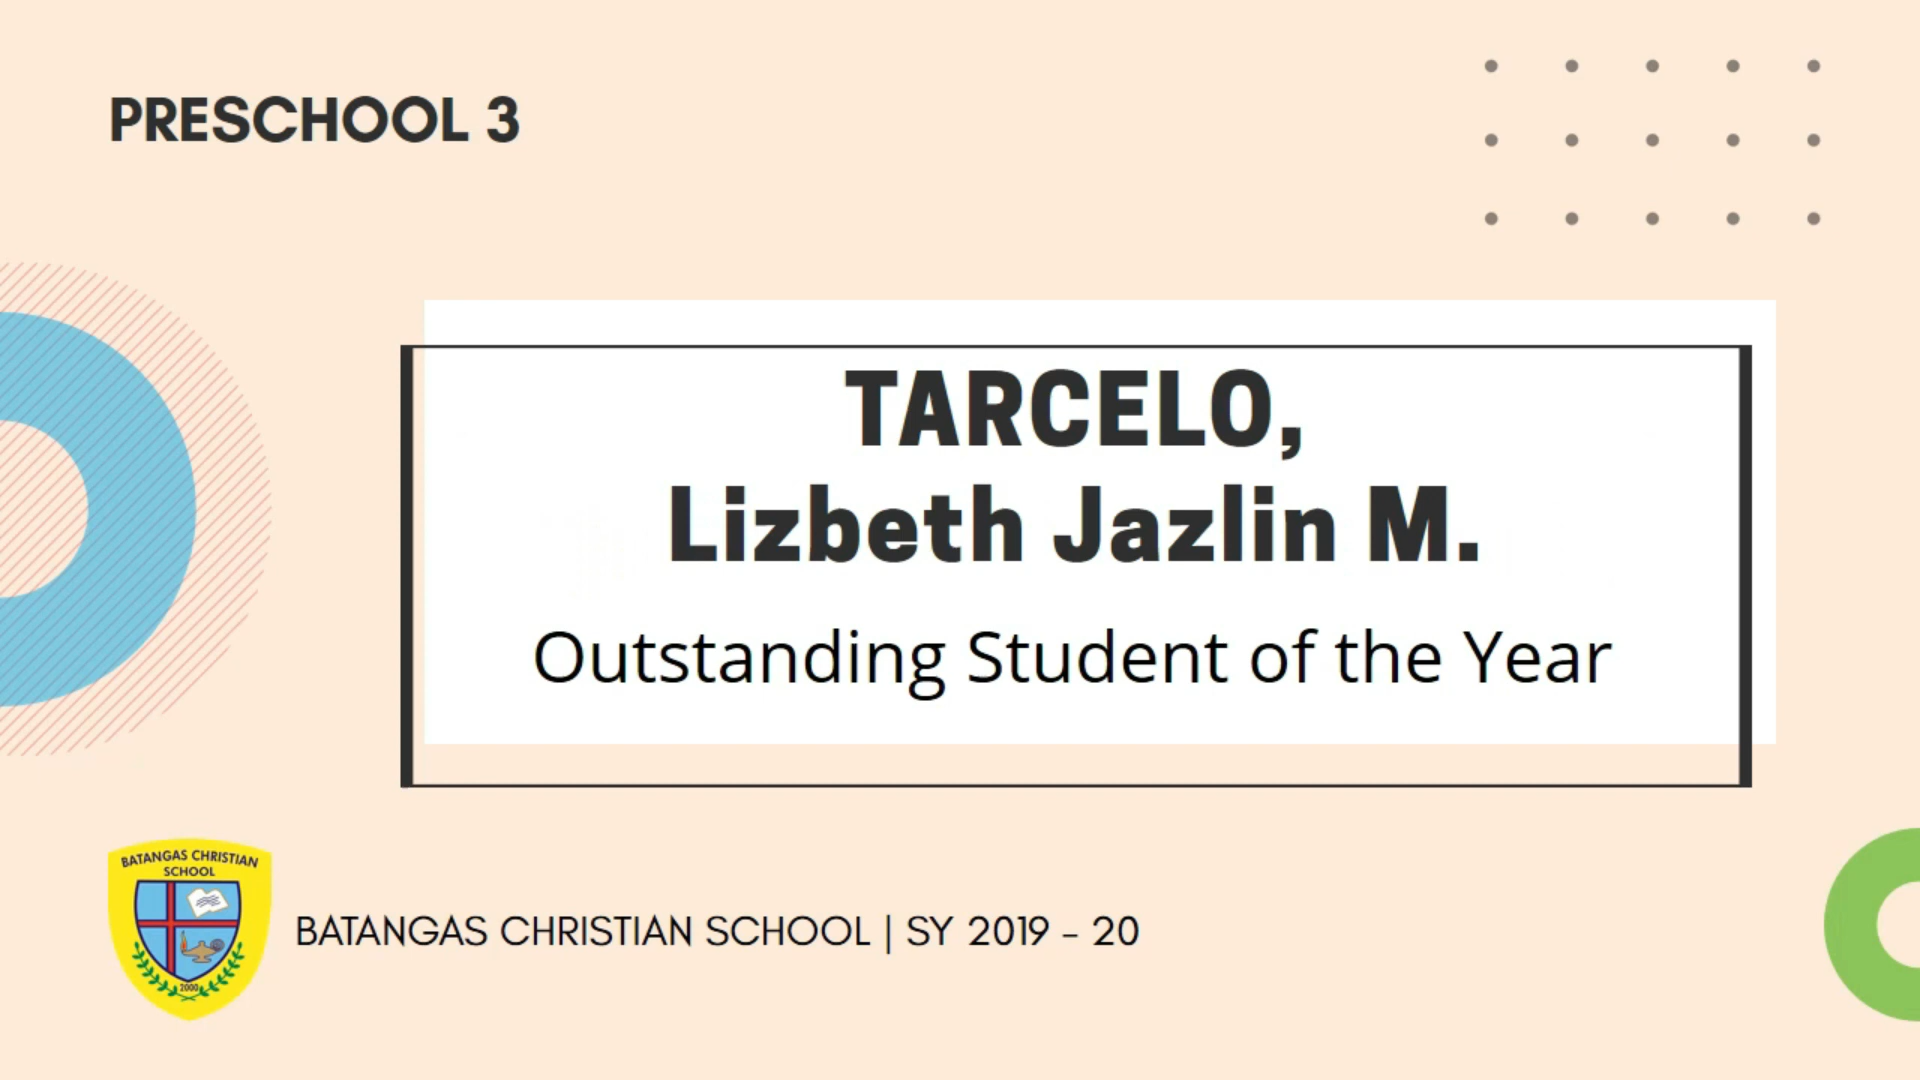 PRESCHOOL 3
TARCELO,
Lizbeth Jazlin M.
Outstanding Student of the Year
BATANGAS CHRISTIAN
SCHOOL
2000
BATANGAS CHRISTIAN SCHOOL | SY 2019 - 20